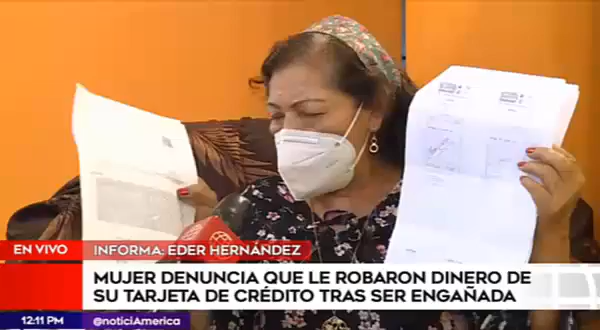 EN VIVO
INFORMA: ÉDER HERNÁNDEZ
MUJER DENUNCIA QUE LE ROBARON DINERO DE
SU TARJETA DE CRÉDITO TRAS SER ENGAÑADA
12:11 PM
@noticiAmerica